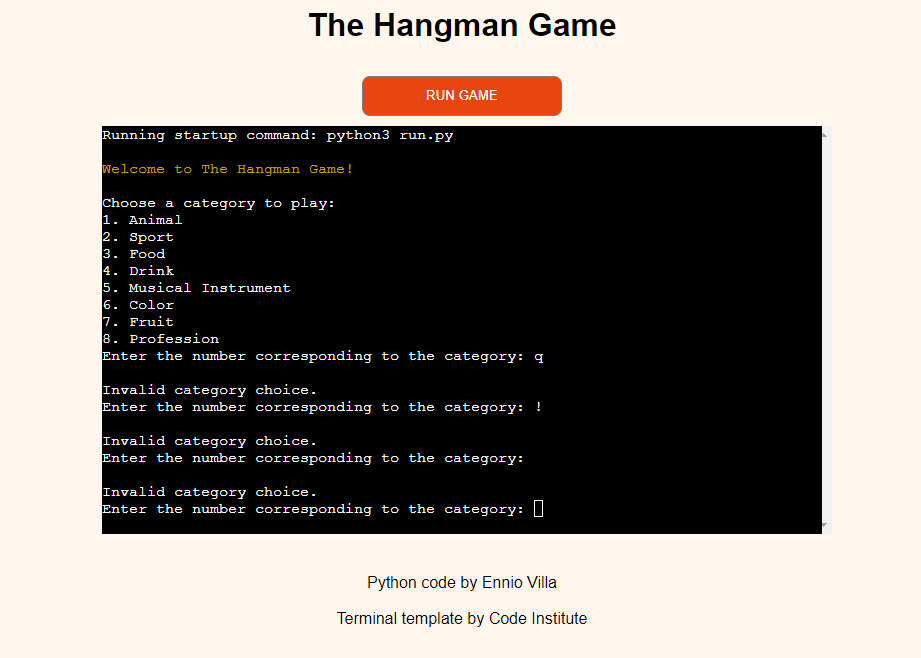 The Hangman Game
RUN GAME
Running startup command: python3 run.py
Welcome to The Hangman Game!
Choose a category to play:
1. Animal
2. Sport
3. Food
4. Drink
5. Musical Instrument
6. Color
7. Fruit
8. Profession
Enter the number corresponding to the category: q
Invalid category choice.
Enter the number corresponding to the category: !
Invalid category choice.
Enter the number corresponding to the category:
Invalid category choice.
Enter the number corresponding to the category:
Python code by Ennio Villa
Terminal template by Code Institute